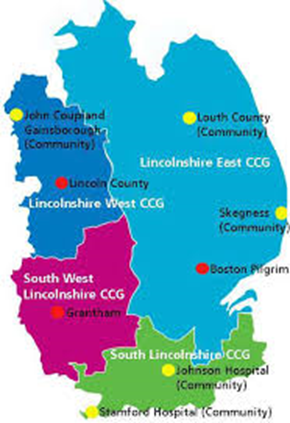 John Coupland
Gainsborough
(Community)
Louth County
(Community)
Lincolnshire East CCG
Lincoln County
Lincolnshire West CCG
Skegness
(Community)
Boston Pilgrim
South West
Lincolnshire CCG
Grantham
South Lincolnshire CCG
Johnson Hospital
(Community)
Stamford Hospital (Community)